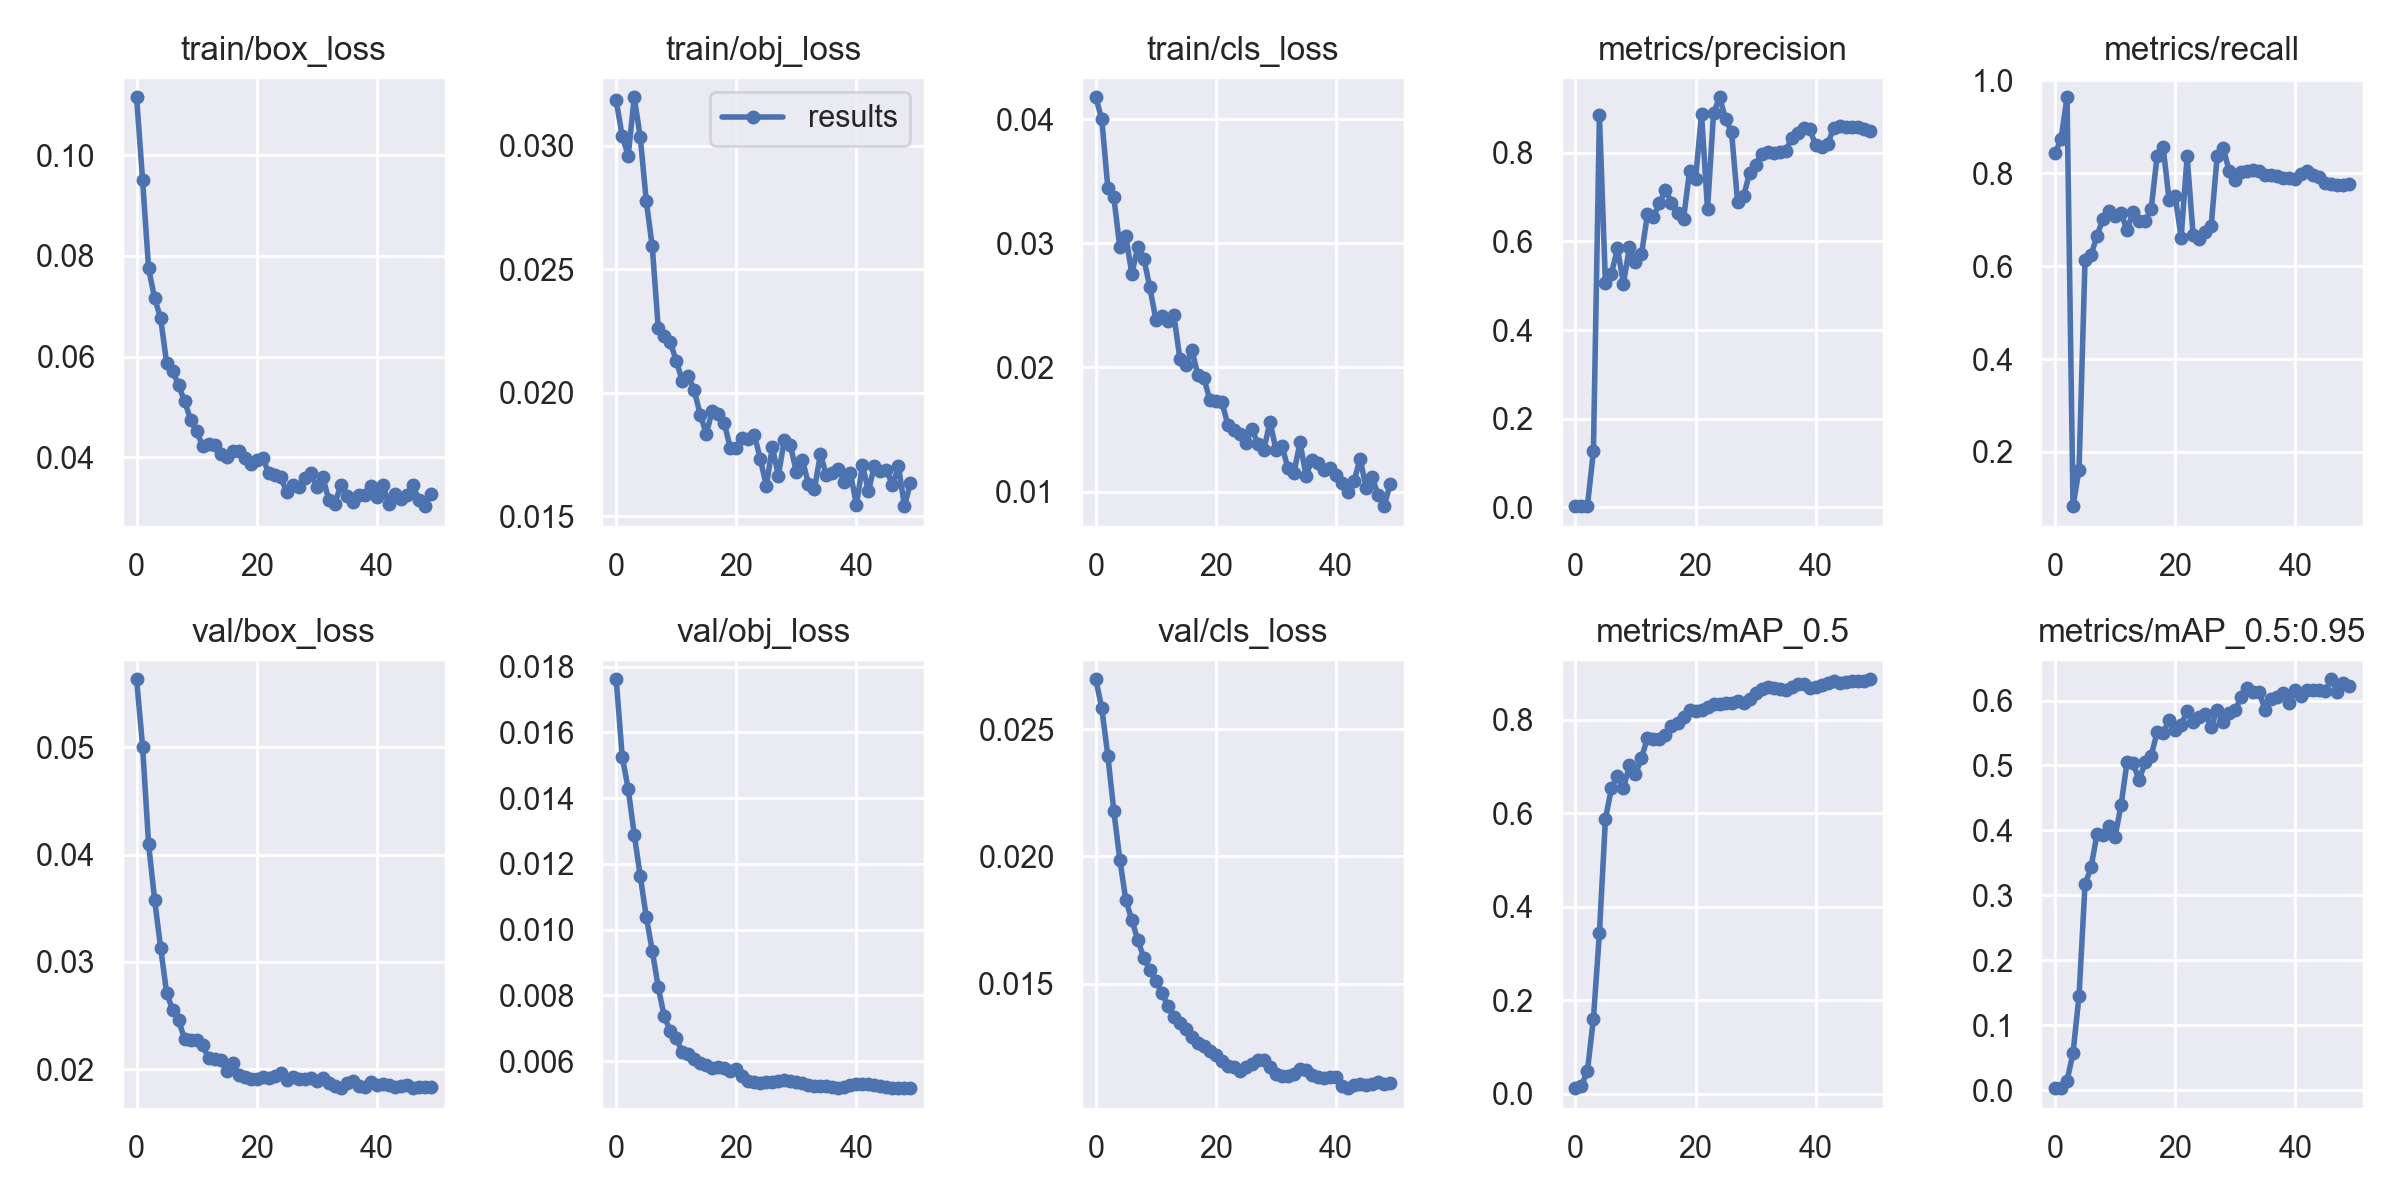 train/box_loss
train/obj_loss
train/cls_loss
metrics/precision
metrics/recall
results
0.10
0.08
0.06
0.04
0 20 40
0.030
0.025
0.020
0.015
0 20 40
0.04
0.03
0.02
0.01
0 20 40
0.8
0.6
0.4
0.2
0.0
0 20 40
1.0
0.8
0.6
0.4
0.2
0 20 40
val/box_loss
val/obj_loss
val/cls_loss
metrics/mAP_0.5
metrics/mAP_0.5:0.95
0.05
0.04
0.03
0.02
0 20 40
0.018
0.016
0.014
0.012
0.010
0.008
0.006
0 20 40
0.025
0.020
0.015
0 20 40
0.8
0.6
0.4
0.2
0.0
0 20 40
0.6
0.5
0.4
0.3
0.2
0.1
0.0
0 20 40